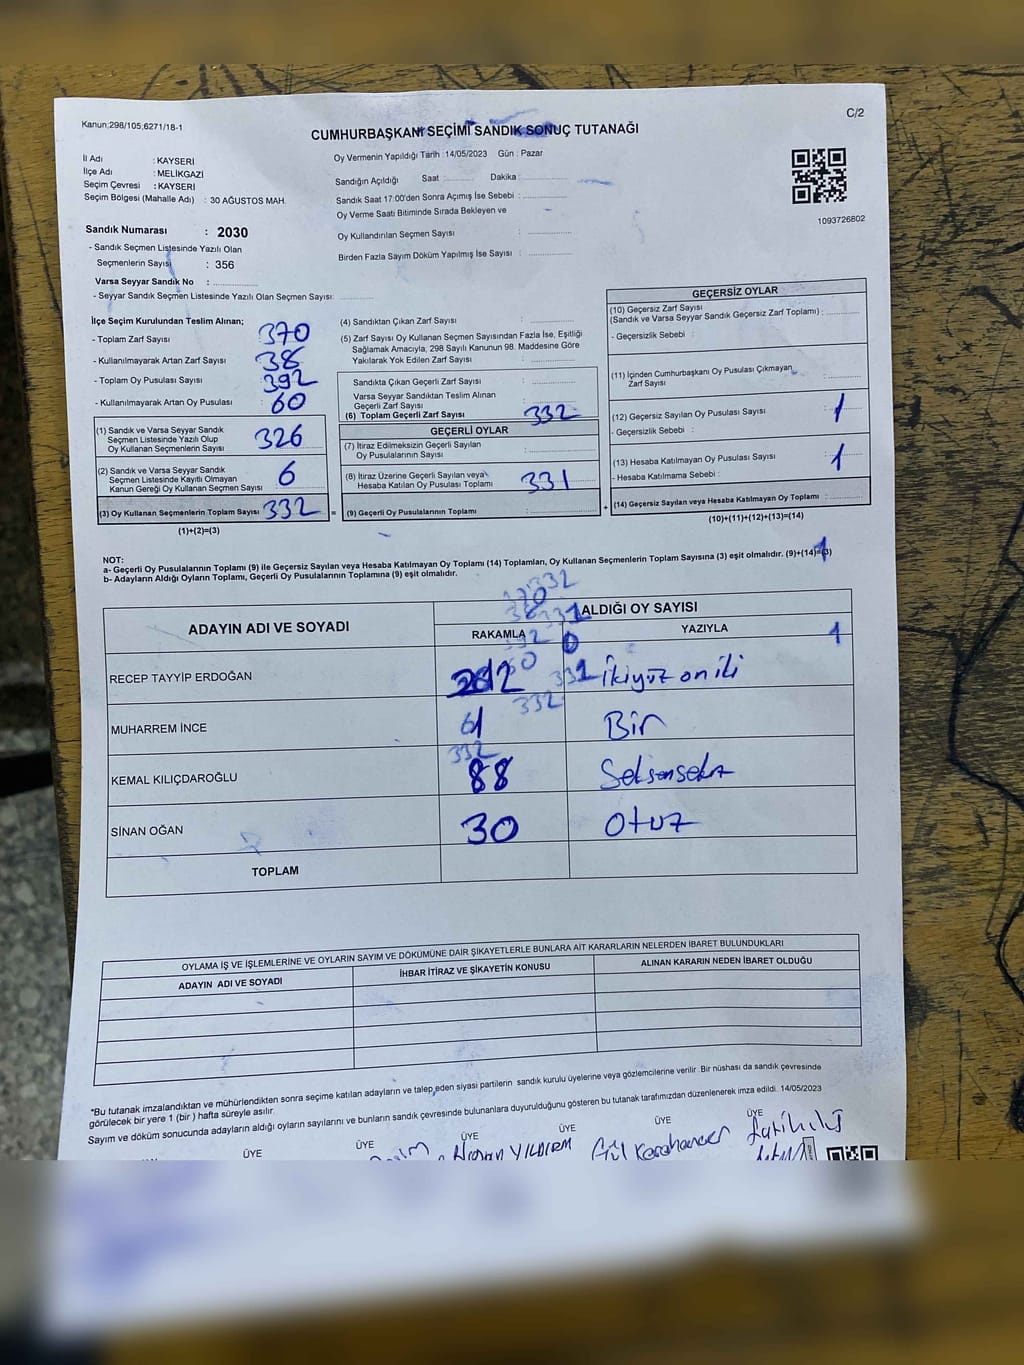 Kanun;298/105;6271/18-1
C/2
CUMHURBAŞKANI SEÇİMİ SANDIK SONUÇ TUTANAĞI
İl Adı : KAYSERİ
İlçe Adı : MELİKGAZİ
Seçim Çevresi : KAYSERİ
Seçim Bölgesi (Mahalle Adı) : 30 AĞUSTOS MAH.
Sandık Numarası : 2030
- Sandık Seçmen Listesinde Yazılı Olan
Seçmenlerin Sayısı : 356
Varsa Seyyar Sandık No :
- Seyyar Sandık Seçmen Listesinde Yazılı Olan Seçmen Sayısı:
Oy Vermenin Yapıldığı Tarih :14/05/2023 Gün : Pazar
Sandığın Açıldığı Saat : Dakika :
Sandık Saat 17:00'den Sonra Açımış İse Sebebi :
Oy Verme Saati Bitiminde Sırada Bekleyen ve
Oy Kullandırılan Seçmen Sayısı :
Birden Fazla Sayım Döküm Yapılmış İse Sayısı :
1093726802
İlçe Seçim Kurulundan Teslim Alınan;
- Toplam Zarf Sayısı : 370
- Kullanılmayarak Artan Zarf Sayısı : 38
- Toplam Oy Pusulası Sayısı : 392
- Kullanılmayarak Artan Oy Pusulası : 60
(1) Sandık ve Varsa Seyyar Sandık
Seçmen Listesinde Yazılı Olup
Oy Kullanan Seçmenlerin Sayısı : 326
(2) Sandık ve Varsa Seyyar Sandık
Seçmen Listesinde Kayıtlı Olmayan
Kanun Gereği Oy Kullanan Seçmen Sayısı : 6
(3) Oy Kullanan Seçmenlerin Toplam Sayısı : 332
(1)+(2)=(3)
(4) Sandıktan Çıkan Zarf Sayısı :
(5) Zarf Sayısı Oy Kullanan Seçmen Sayısından Fazla İse, Eşitliği
Sağlamak Amacıyla, 298 Sayılı Kanunun 98. Maddesine Göre
Yakılarak Yok Edilen Zarf Sayısı :
Sandıkta Çıkan Geçerli Zarf Sayısı :
Varsa Seyyar Sandıktan Teslim Alınan
Geçerli Zarf Sayısı :
(6) Toplam Geçerli Zarf Sayısı : 332
GEÇERLİ OYLAR
(7) İtiraz Edilmeksizin Geçerli Sayılan
Oy Pusulalarının Sayısı :
(8) İtiraz Üzerine Geçerli Sayılan veya
Hesaba Katılan Oy Pusulası Toplamı : 331
= (9) Geçerli Oy Pusulalarının Toplamı :
GEÇERSİZ OYLAR
(10) Geçersiz Zarf Sayısı
(Sandık ve Varsa Seyyar Sandık Geçersiz Zarf Toplamı) :
- Geçersizlik Sebebi :
(11) İçinden Cumhurbaşkanı Oy Pusulası Çıkmayan
Zarf Sayısı :
(12) Geçersiz Sayılan Oy Pusulası Sayısı : 1
- Geçersizlik Sebebi :
(13) Hesaba Katılmayan Oy Pusulası Sayısı : 1
- Hesaba Katılmama Sebebi :
+ (14) Geçersiz Sayılan veya Hesaba Katılmayan Oy Toplamı :
(10)+(11)+(12)+(13)=(14)
NOT:
a- Geçerli Oy Pusulalarının Toplamı (9) ile Geçersiz Sayılan veya Hesaba Katılmayan Oy Toplamı (14) Toplamları, Oy Kullanan Seçmenlerin Toplam Sayısına (3) eşit olmalıdır. (9)+(14)=(3)
b- Adayların Aldığı Oyların Toplamı, Geçerli Oy Pusulalarının Toplamına (9) eşit olmalıdır.
ADAYIN ADI VE SOYADI
ALDIĞI OY SAYISI
RAKAMLA YAZIYLA
RECEP TAYYİP ERDOĞAN 212 İkiyüz on iki
MUHARREM İNCE 1 Bir
KEMAL KILIÇDAROĞLU 88 Seksensekiz
SİNAN OĞAN 30 Otuz
TOPLAM
OYLAMA İŞ VE İŞLEMLERİNE VE OYLARIN SAYIM VE DÖKÜMÜNE DAİR ŞİKAYETLERLE BUNLARA AİT KARARLARIN NELERDEN İBARET BULUNDUKLARI
ADAYIN ADI VE SOYADI İHBAR İTİRAZ VE ŞİKAYETİN KONUSU ALINAN KARARIN NEDEN İBARET OLDUĞU
*Bu tutanak imzalandıktan ve mühürlendikten sonra seçime katılan adayların ve talep eden siyasi partilerin sandık kurulu üyelerine veya gözlemcilerine verilir. Bir nüshası da sandık çevresinde
görülecek bir yere 1 (bir) hafta süreyle asılır.
Sayım ve döküm sonucunda adayların aldığı oyların sayılarını ve bunların sandık çevresinde bulunanlara duyurulduğunu gösteren bu tutanak tarafımızdan düzenlenerek imza edildi. 14/05/2023
ÜYE ÜYE ÜYE ÜYE ÜYE
Hasan YILDIRIM Gül Karahancer